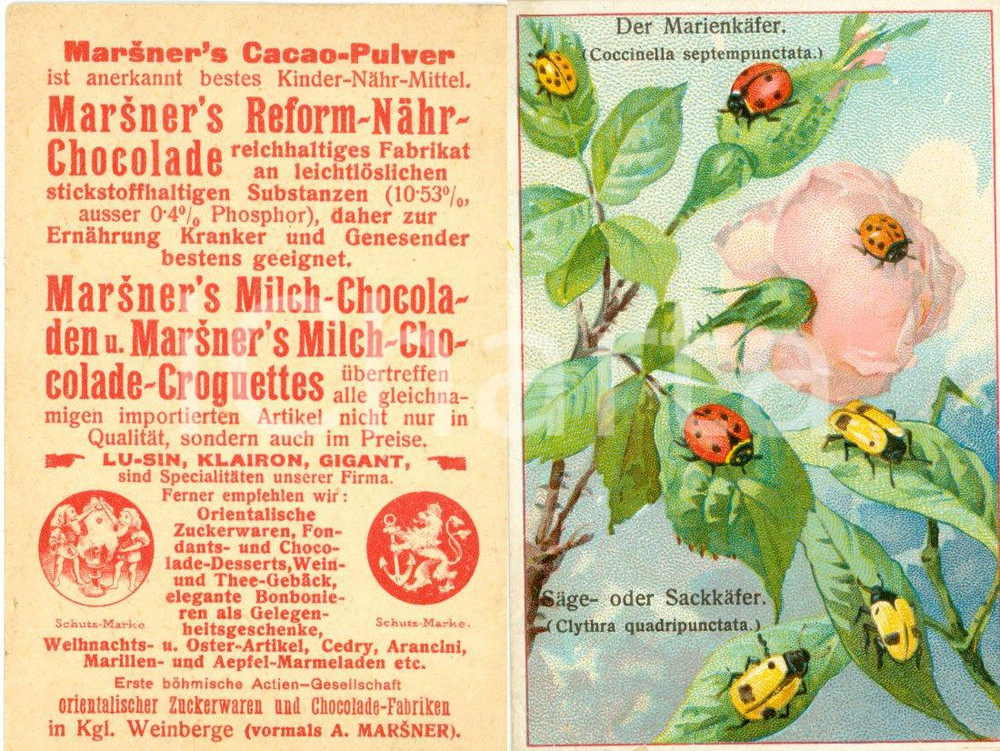 Maršner's Cacao-Pulver
ist anerkannt bestes Kinder-Nähr-Mittel.
Maršner's Reform-Nähr-
Chocolade reichhaltiges Fabrikat
an leichtlöslichen
stickstoffhaltigen Substanzen (10·53%,
ausser 0·4% Phosphor), daher zur
Ernährung Kranker und Genesender
bestens geeignet.
Maršner's Milch-Chocola-
den u. Maršner's Milch-Cho-
colade-Croguettes übertreffen
alle gleichna-
migen importierten Artikel nicht nur in
Qualität, sondern auch im Preise.
LU-SIN, KLAIRON, GIGANT,
sind Specialitäten unserer Firma.
Ferner empfehlen wir:
Orientalische
Zuckerwaren, Fon-
dants- und Choco-
lade-Desserts, Wein-
und Thee-Gebäck,
elegante Bonbonie-
ren als Gelegen-
heitsgeschenke,
Schutz-Marke
Schutz-Marke.
Weihnachts- u. Oster-Artikel, Cedry, Arancini,
Marillen- und Aepfel-Marmeladen etc.
Erste böhmische Actien-Gesellschaft
orientalischer Zuckerwaren und Chocolade-Fabriken
in Kgl. Weinberge (vormals A. MARŠNER).
Der Marienkäfer.
(Coccinella septempunctata.)
Säge- oder Sackkäfer.
(Clythra quadripunctata.)